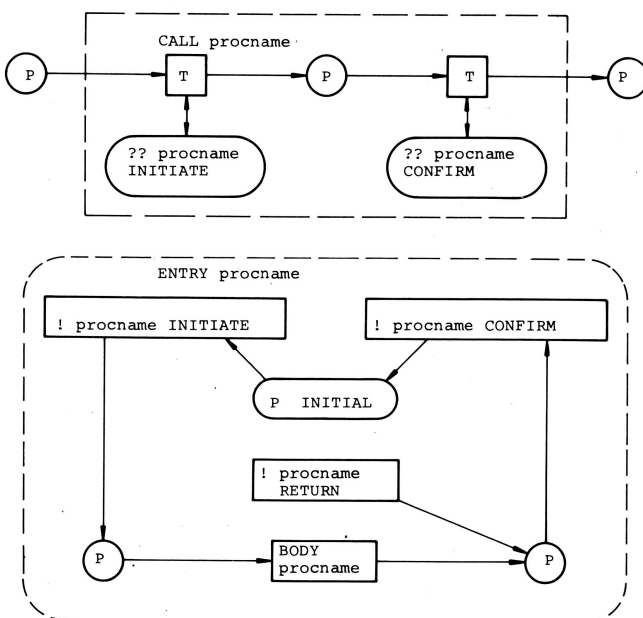 CALL procname
P
T
P
T
P
?? procname
INITIATE
?? procname
CONFIRM
ENTRY procname
! procname INITIATE
! procname CONFIRM
P INITIAL
! procname
RETURN
P
BODY
procname
P